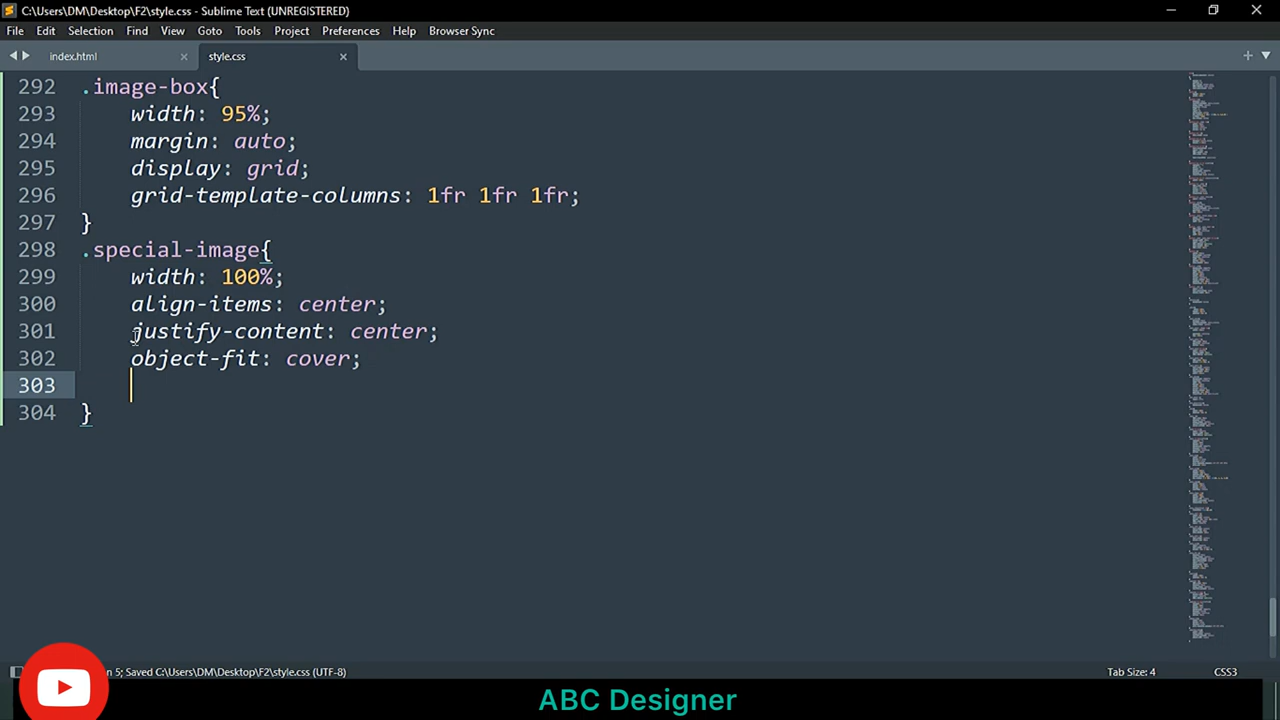 C:\Users\DM\Desktop\F2\style.css - Sublime Text (UNREGISTERED)
File Edit Selection Find View Goto Tools Project Preferences Help Browser Sync
index.html style.css
292 .image-box{
293 width: 95%;
294 margin: auto;
295 display: grid;
296 grid-template-columns: 1fr 1fr 1fr;
297 }
298 .special-image{
299 width: 100%;
300 align-items: center;
301 justify-content: center;
302 object-fit: cover;
303
304 }
n 5; Saved C:\Users\DM\Desktop\F2\style.css (UTF-8) Tab Size: 4 CSS3
ABC Designer